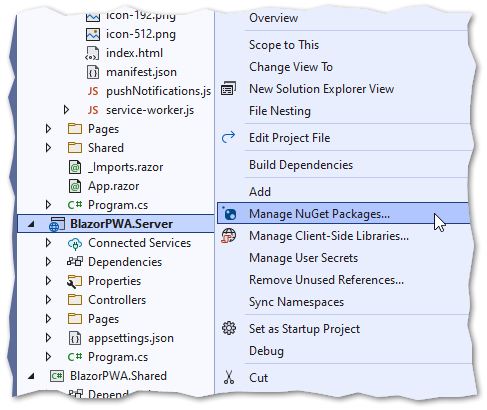 icon-192.png
icon-512.png
index.html
manifest.json
JS pushNotifications.js
JS service-worker.js
Pages
Shared
_Imports.razor
App.razor
C# Program.cs
BlazorPWA.Server
Connected Services
Dependencies
Properties
Controllers
Pages
appsettings.json
C# Program.cs
C# BlazorPWA.Shared
Overview
Scope to This
Change View To
New Solution Explorer View
File Nesting
Edit Project File
Build Dependencies
Add
Manage NuGet Packages...
Manage Client-Side Libraries...
Manage User Secrets
Remove Unused References...
Sync Namespaces
Set as Startup Project
Debug
Cut